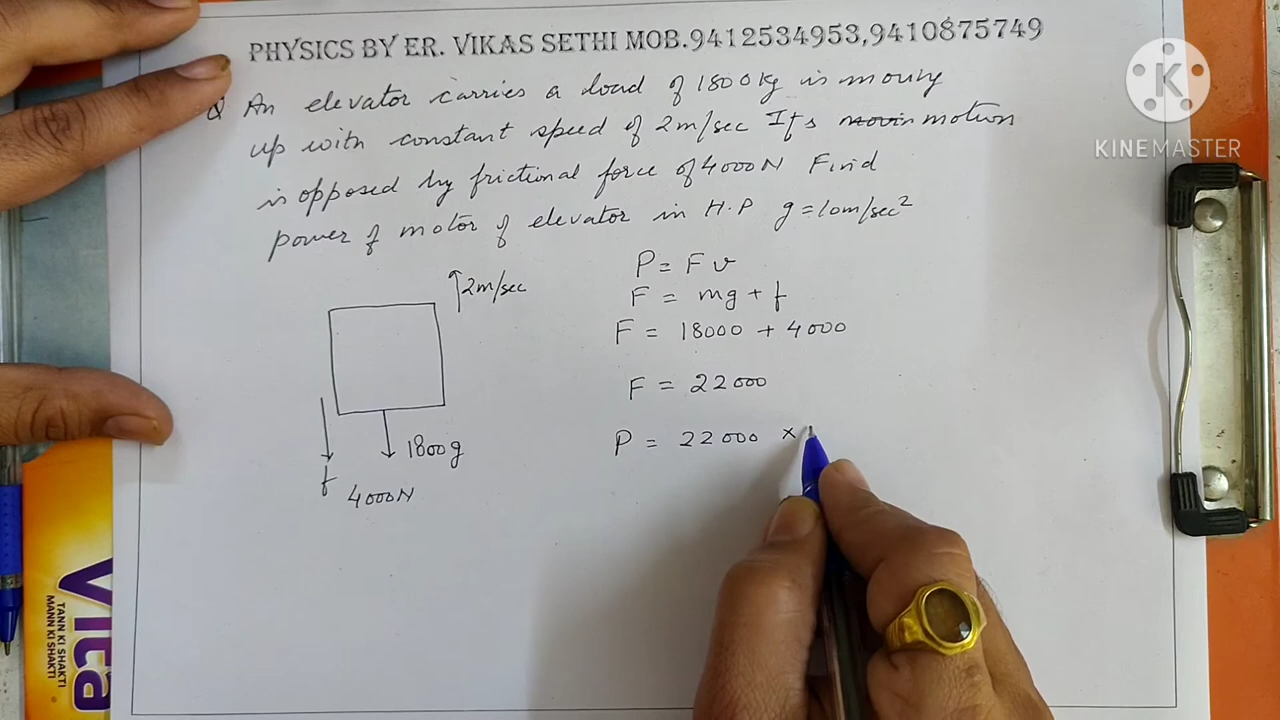 PHYSICS BY ER. VIKAS SETHI MOB.9412534953,9410875749
Q An elevator carries a load of 1800kg is moving
up with constant speed of 2m/sec Its movin motion
is opposed by frictional force of 4000N Find
power of motor of elevator in H.P g=10m/sec²
2m/sec
1800g
f
4000N
P = Fv
F = mg + f
F = 18000 + 4000
F = 22000
P = 22000 ×
K
KINEMASTER
Vita
TANN KI SHAKTI
MANN KI SHAKTI